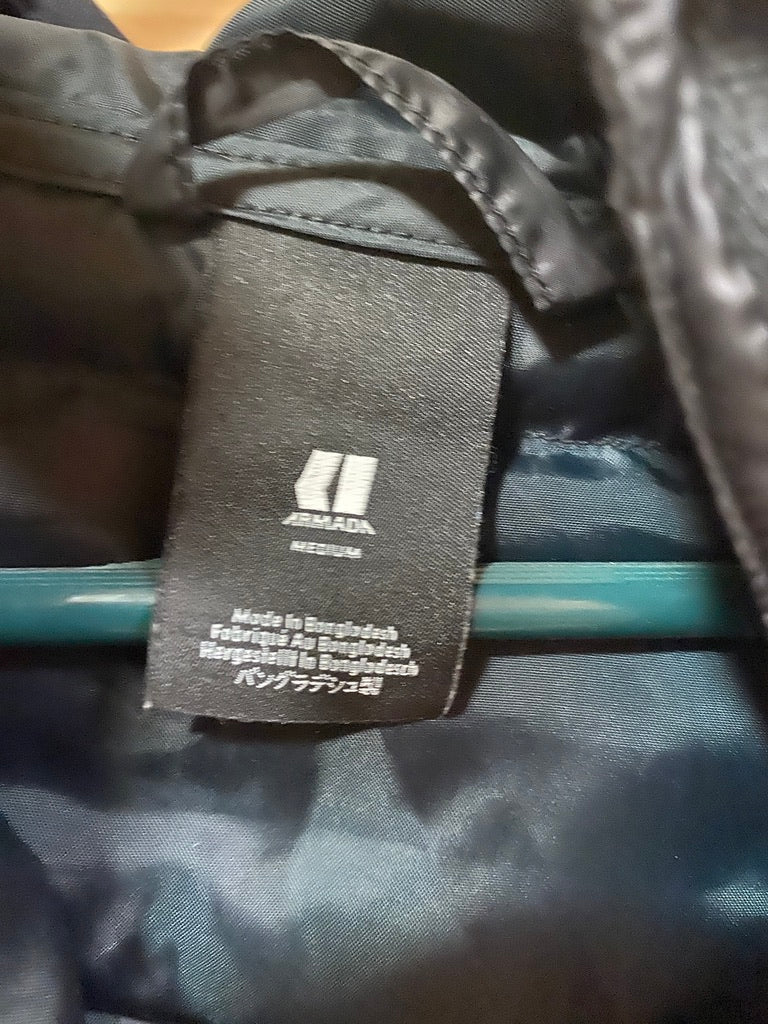 ARMADA
MEDIUM
Made In Bangladesh
Fabriqué Au Bangladesh
Hergestellt In Bangladesch
バングラデシュ製